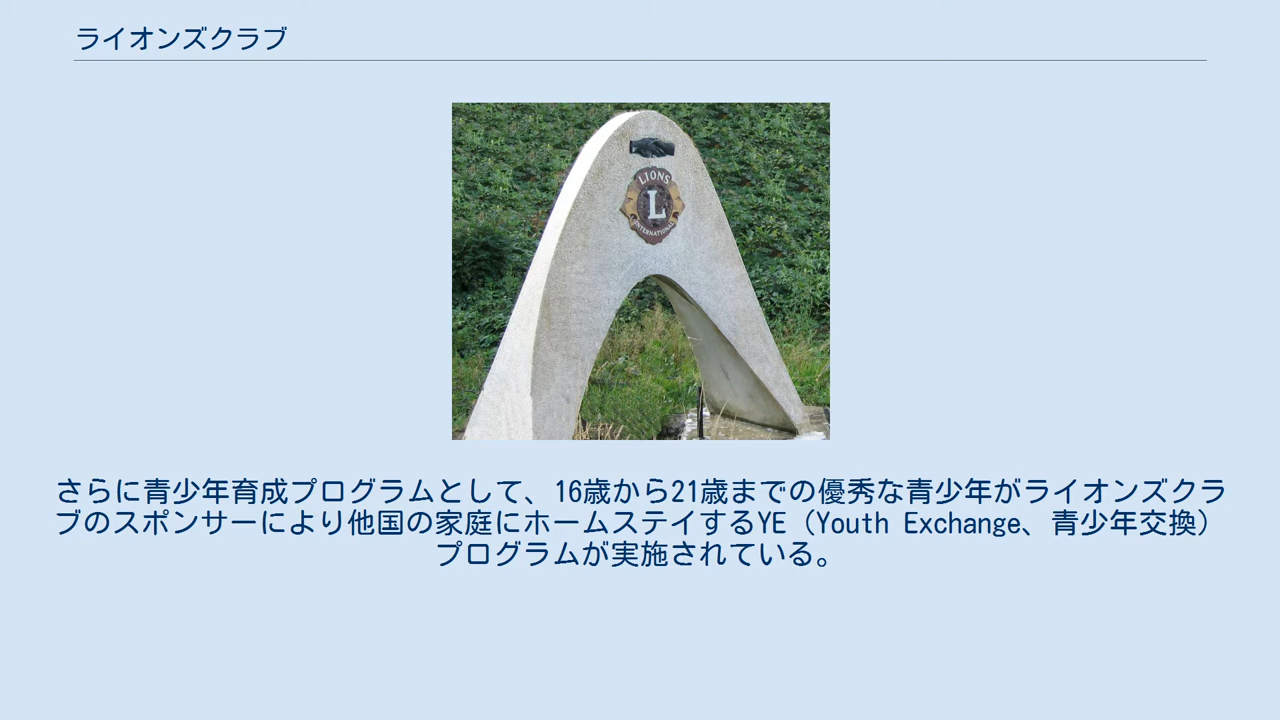 ライオンズクラブ
LIONS
L
INTERNATIONAL
さらに青少年育成プログラムとして、16歳から21歳までの優秀な青少年がライオンズクラ
ブのスポンサーにより他国の家庭にホームステイするYE（Youth Exchange、青少年交換）
プログラムが実施されている。